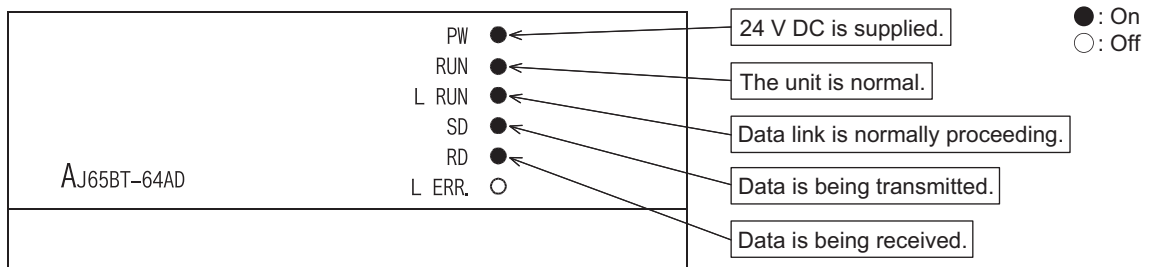 PW
24 V DC is supplied.
● : On
○ : Off
RUN
The unit is normal.
L RUN
Data link is normally proceeding.
SD
RD
Data is being transmitted.
AJ65BT-64AD
L ERR.
Data is being received.